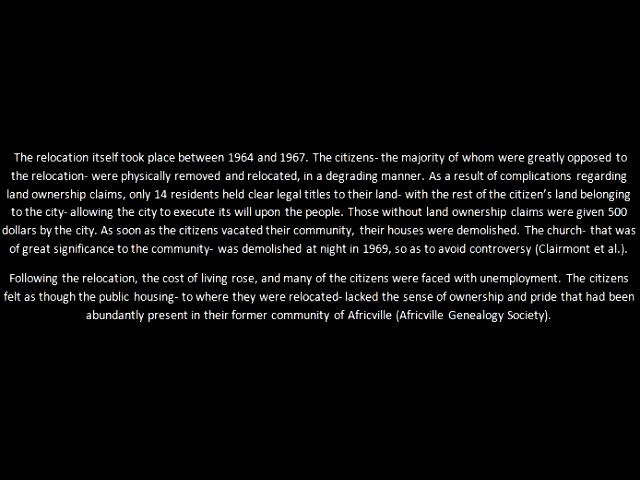 The relocation itself took place between 1964 and 1967. The citizens- the majority of whom were greatly opposed to
the relocation- were physically removed and relocated, in a degrading manner. As a result of complications regarding
land ownership claims, only 14 residents held clear legal titles to their land- with the rest of the citizen's land belonging
to the city- allowing the city to execute its will upon the people. Those without land ownership claims were given 500
dollars by the city. As soon as the citizens vacated their community, their houses were demolished. The church- that was
of great significance to the community- was demolished at night in 1969, so as to avoid controversy (Clairmont et al.).
Following the relocation, the cost of living rose, and many of the citizens were faced with unemployment. The citizens
felt as though the public housing- to where they were relocated- lacked the sense of ownership and pride that had been
abundantly present in their former community of Africville (Africville Genealogy Society).